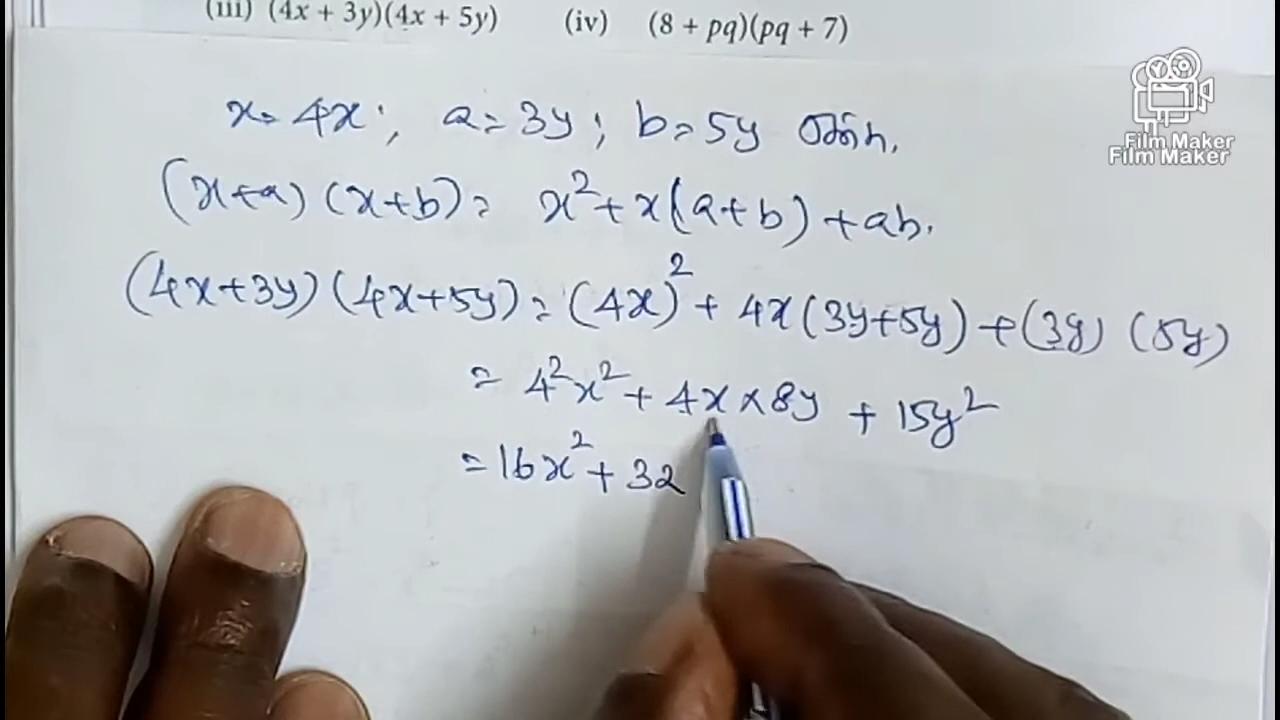 (iii) (4x + 3y)(4x + 5y) (iv) (8 + pq)(pq + 7)
Film Maker
Film Maker
x = 4x ; a = 3y ; b = 5y என்க.
(x+a) (x+b) = x² + x(a+b) + ab.
(4x+3y) (4x+5y) = (4x)² + 4x(3y+5y) + (3y) (5y)
= 4²x² + 4x × 8y + 15y²
= 16x² + 32